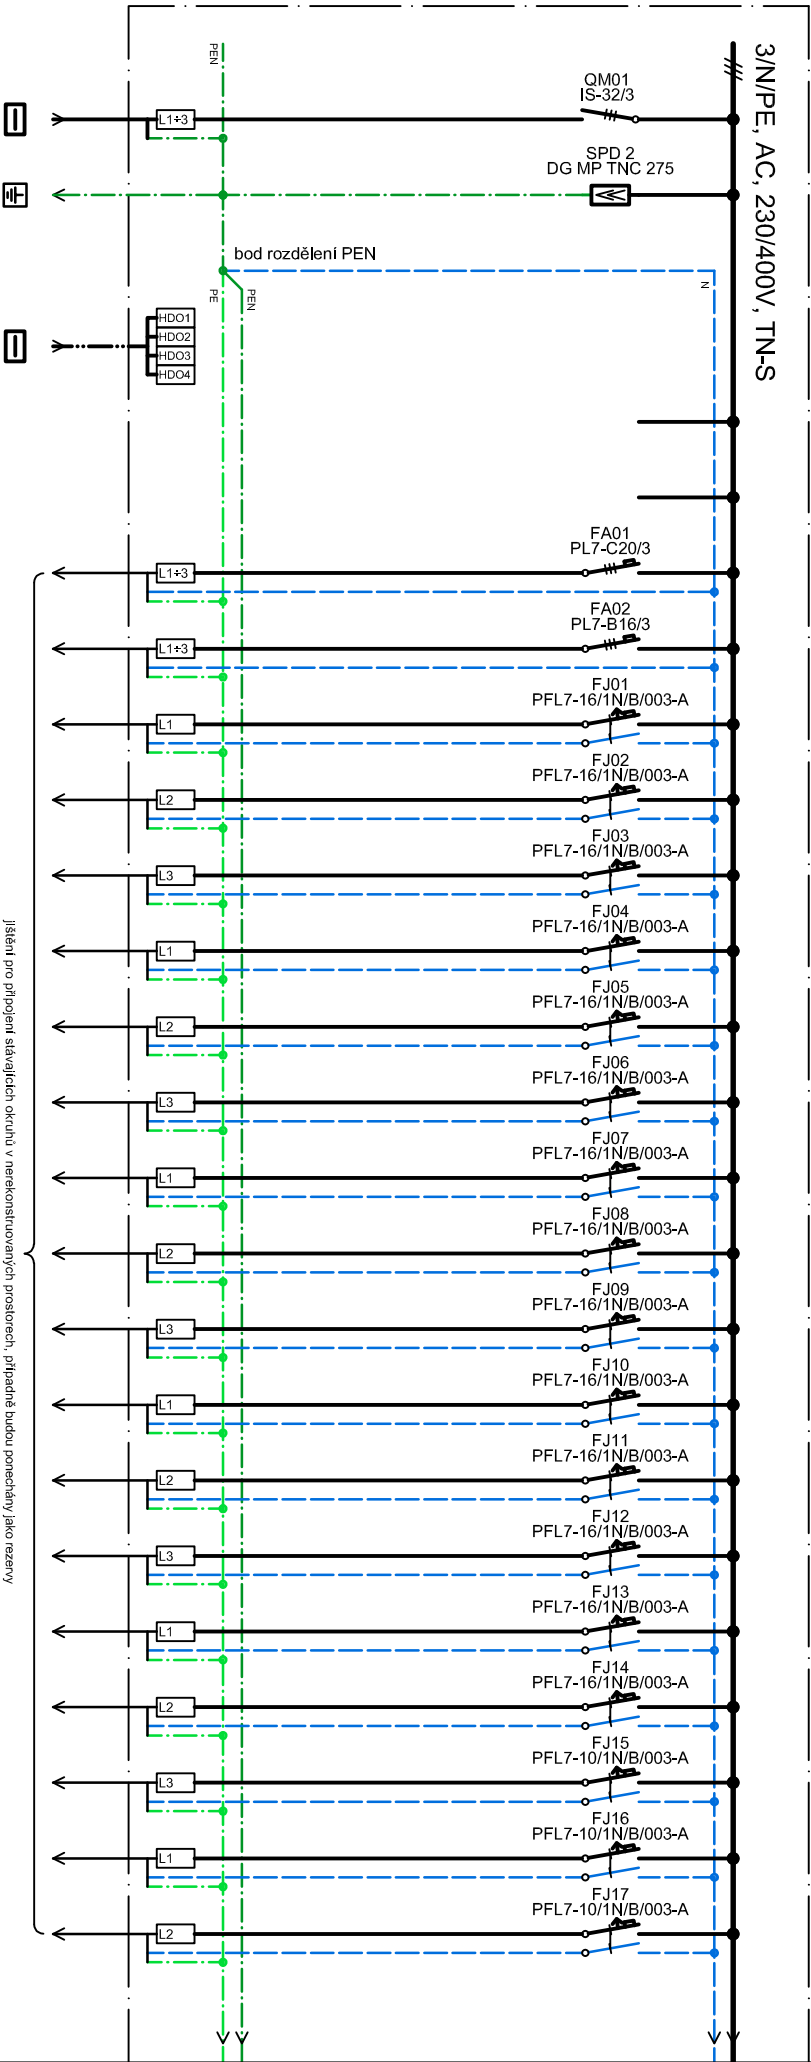 3/N/PE, AC, 230/400V, TN-S
PEN
QM01
IS-32/3
L1÷3
SPD 2
DG MP TNC 275
bod rozdělení PEN
PE
PEN
N
HDO1
HDO2
HDO3
HDO4
FA01
PL7-C20/3
L1÷3
FA02
PL7-B16/3
L1÷3
FJ01
PFL7-16/1N/B/003-A
L1
FJ02
PFL7-16/1N/B/003-A
L2
FJ03
PFL7-16/1N/B/003-A
L3
FJ04
PFL7-16/1N/B/003-A
L1
FJ05
PFL7-16/1N/B/003-A
L2
FJ06
PFL7-16/1N/B/003-A
L3
FJ07
PFL7-16/1N/B/003-A
L1
FJ08
PFL7-16/1N/B/003-A
L2
FJ09
PFL7-16/1N/B/003-A
L3
FJ10
PFL7-16/1N/B/003-A
L1
FJ11
PFL7-16/1N/B/003-A
L2
FJ12
PFL7-16/1N/B/003-A
L3
FJ13
PFL7-16/1N/B/003-A
L1
FJ14
PFL7-16/1N/B/003-A
L2
FJ15
PFL7-10/1N/B/003-A
L3
FJ16
PFL7-10/1N/B/003-A
L1
FJ17
PFL7-10/1N/B/003-A
L2
jištění pro připojení stávajících okruhů v nerekonstruovaných prostorech, případně budou ponechány jako rezervy